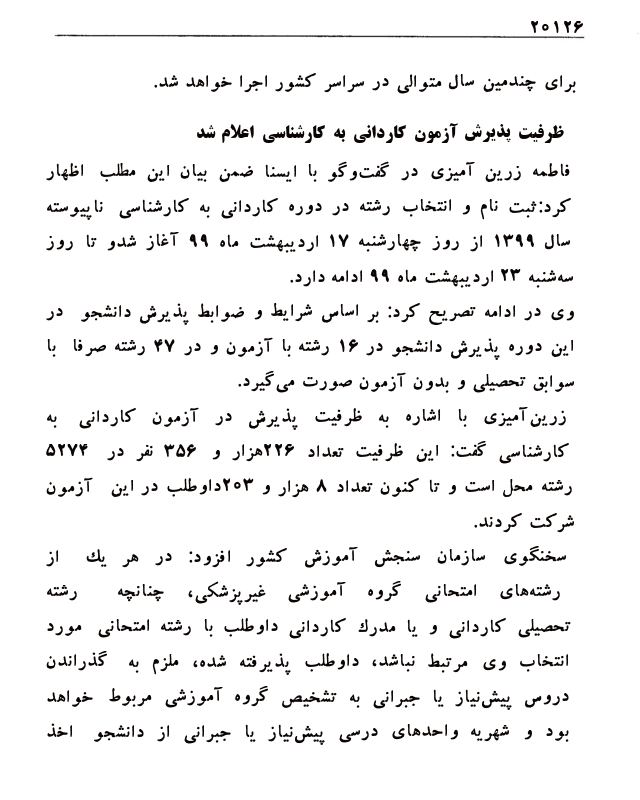 ۲۰۱۲۶
برای چندمین سال متوالی در سراسر کشور اجرا خواهد شد.
ظرفیت پذیرش آزمون کاردانی به کارشناسی اعلام شد
فاطمه زرین آمیزی در گفت‌وگو با ایسنا ضمن بیان این مطلب اظهار
کرد:ثبت نام و انتخاب رشته در دوره کاردانی به کارشناسی ناپیوسته
سال ۱۳۹۹ از روز چهارشنبه ۱۷ اردیبهشت ماه ۹۹ آغاز شدو تا روز
سه‌شنبه ۲۳ اردیبهشت ماه ۹۹ ادامه دارد.
وی در ادامه تصریح کرد: بر اساس شرایط و ضوابط پذیرش دانشجو در
این دوره پذیرش دانشجو در ۱۶ رشته با آزمون و در ۴۷ رشته صرفا با
سوابق تحصیلی و بدون آزمون صورت می‌گیرد.
زرین‌آمیزی با اشاره به ظرفیت پذیرش در آزمون کاردانی به
کارشناسی گفت: این ظرفیت تعداد ۲۲۶هزار و ۳۵۶ نفر در ۵۲۷۴
رشته محل است و تا کنون تعداد ۸ هزار و ۲۰۳داوطلب در این آزمون
شرکت کردند.
سخنگوی سازمان سنجش آموزش کشور افزود: در هر یك از
رشته‌های امتحانی گروه آموزشی غیرپزشکی، چنانچه رشته
تحصیلی کاردانی و یا مدرك کاردانی داوطلب با رشته امتحانی مورد
انتخاب وی مرتبط نباشد، داوطلب پذیرفته شده، ملزم به گذراندن
دروس پیش‌نیاز یا جبرانی به تشخیص گروه آموزشی مربوط خواهد
بود و شهریه واحدهای درسی پیش‌نیاز یا جبرانی از دانشجو اخذ